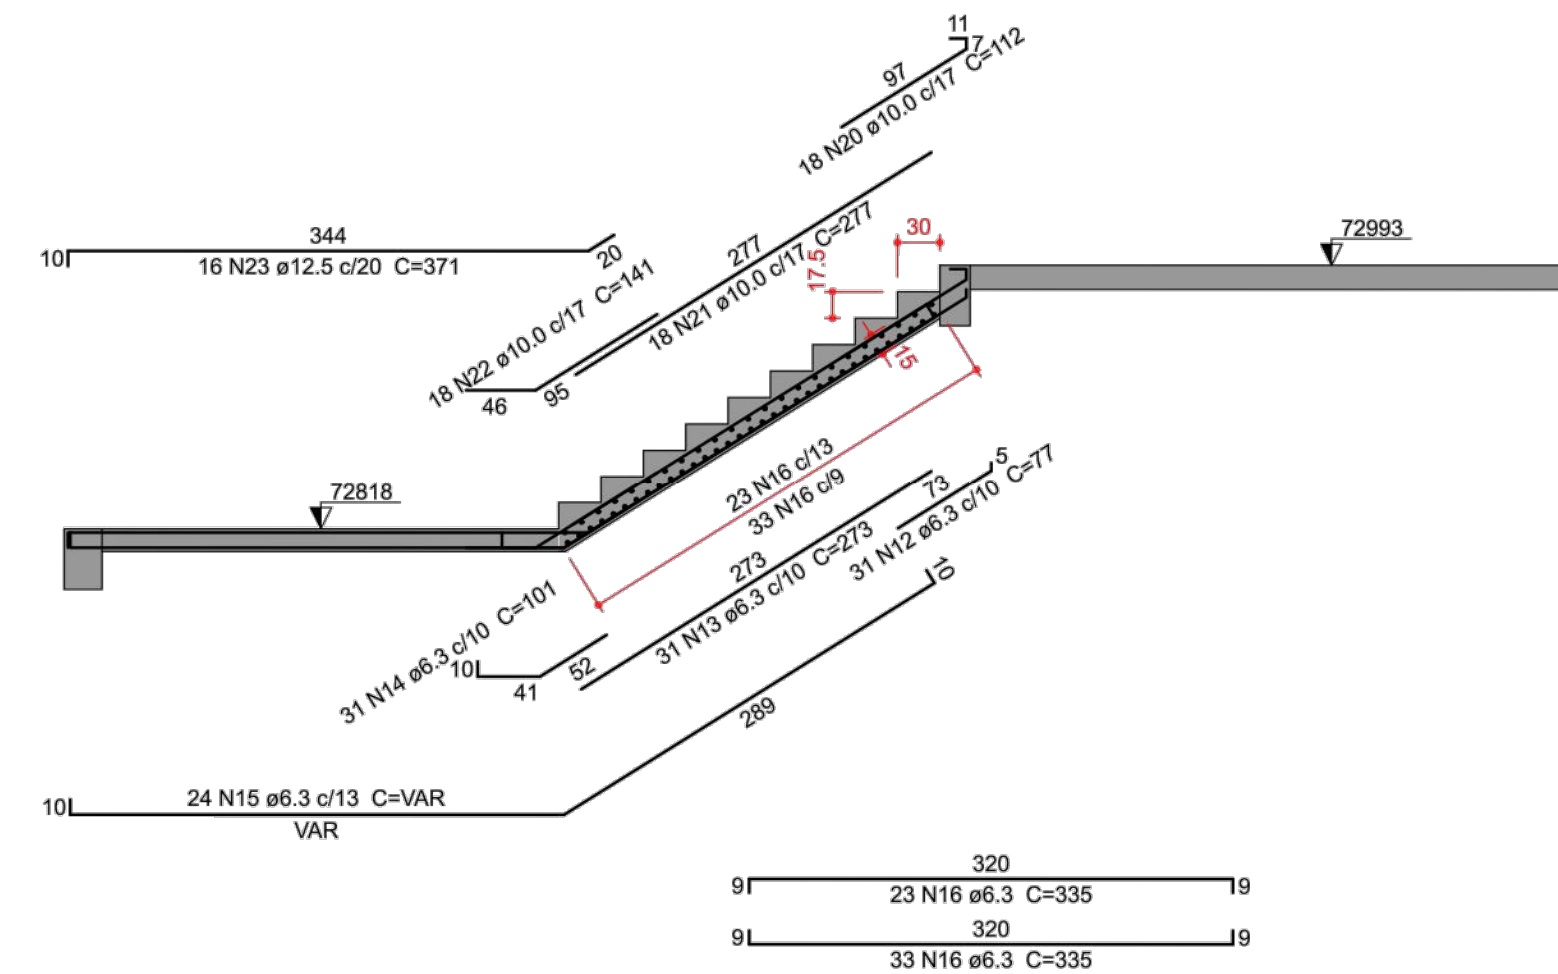 11
7
97
18 N20 ø10.0 c/17 C=112
344
10
16 N23 ø12.5 c/20 C=371
20
277
18 N21 ø10.0 c/17 C=277
18 N22 ø10.0 c/17 C=141
46
95
30
17.5
15
72993
72818
23 N16 c/13
33 N16 c/9
5
73
31 N12 ø6.3 c/10 C=77
273
31 N13 ø6.3 c/10 C=273
31 N14 ø6.3 c/10 C=101
10
41
52
10
289
10
24 N15 ø6.3 c/13 C=VAR
VAR
320
9
9
23 N16 ø6.3 C=335
320
9
9
33 N16 ø6.3 C=335